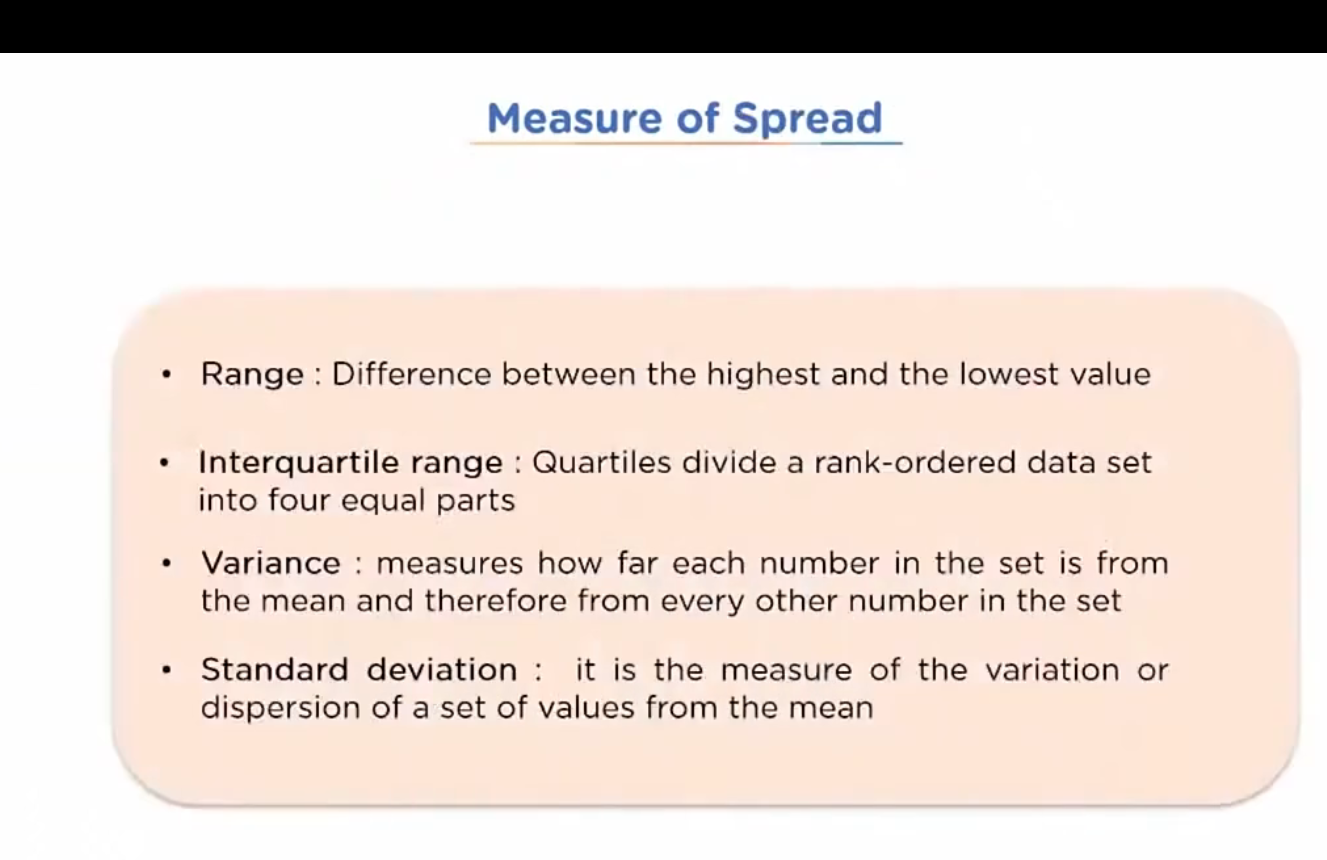 Measure of Spread
• Range : Difference between the highest and the lowest value
• Interquartile range : Quartiles divide a rank-ordered data set
into four equal parts
• Variance : measures how far each number in the set is from
the mean and therefore from every other number in the set
• Standard deviation : it is the measure of the variation or
dispersion of a set of values from the mean